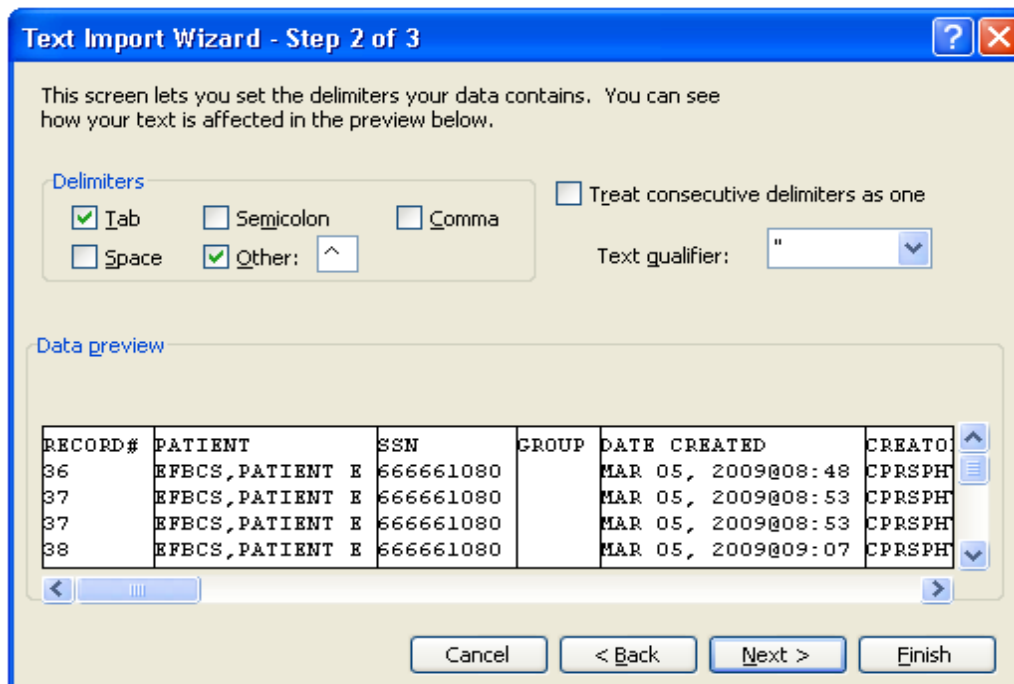 Text Import Wizard - Step 2 of 3
This screen lets you set the delimiters your data contains. You can see
how your text is affected in the preview below.
Delimiters
Tab Semicolon Comma
Space Other: ^
Treat consecutive delimiters as one
Text qualifier: "
Data preview
RECORD# PATIENT SSN GROUP DATE CREATED
36 EFBCS,PATIENT E 666661080 MAR 05, 2009@08:48 CPRSPHY
37 EFBCS,PATIENT E 666661080 MAR 05, 2009@08:53 CPRSPHY
37 EFBCS,PATIENT E 666661080 MAR 05, 2009@08:53 CPRSPHY
38 EFBCS,PATIENT E 666661080 MAR 05, 2009@09:07 CPRSPHY
Cancel < Back Next > Finish